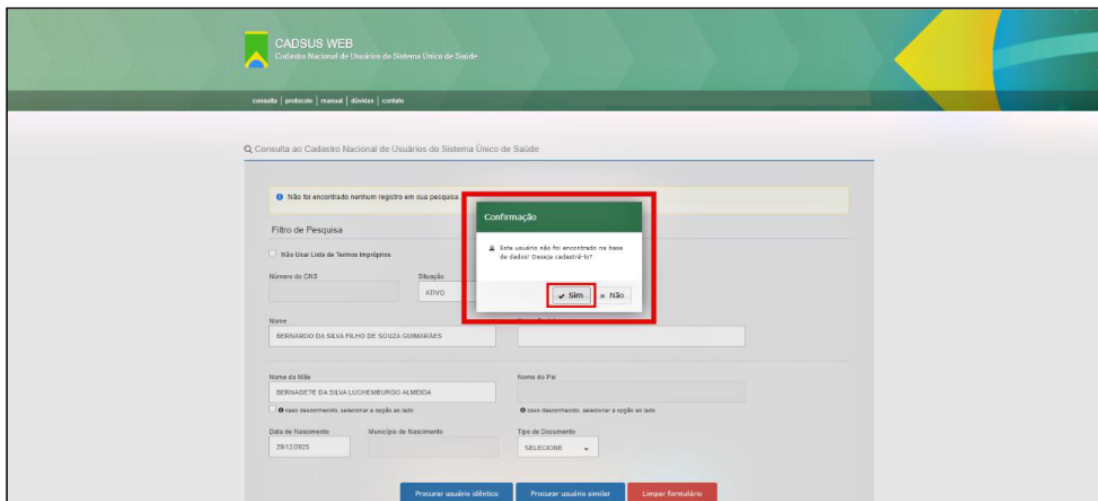 CADSUS WEB
Cadastro Nacional de Usuários do Sistema Único de Saúde
consulta | protocolo | manual | dúvidas | contato
Consulta ao Cadastro Nacional de Usuários do Sistema Único de Saúde
Não foi encontrado nenhum registro em sua pesquisa.
Confirmação
Este usuário não foi encontrado na base
de dados! Deseja cadastrá-lo?
Sim Não
Filtro de Pesquisa
Não Usar Lista de Termos Impróprios.
Número do CNS Situação
ATIVO
Nome
BERNARDO DA SILVA FILHO DE SOUZA GUIMARÃES
Nome da Mãe Nome do Pai
BERNADETE DA SILVA LUCHEMBURGO ALMEIDA
caso desconhecido, selecionar a opção ao lado caso desconhecido, selecionar a opção ao lado
Data de Nascimento Município de Nascimento Tipo de Documento
SELECIONE
Procurar usuário idêntico Procurar usuário similar Limpar formulário